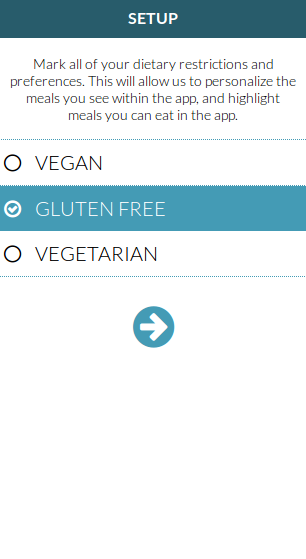 SETUP
Mark all of your dietary restrictions and
preferences. This will allow us to personalize the
meals you see within the app, and highlight
meals you can eat in the app.
VEGAN
GLUTEN FREE
VEGETARIAN